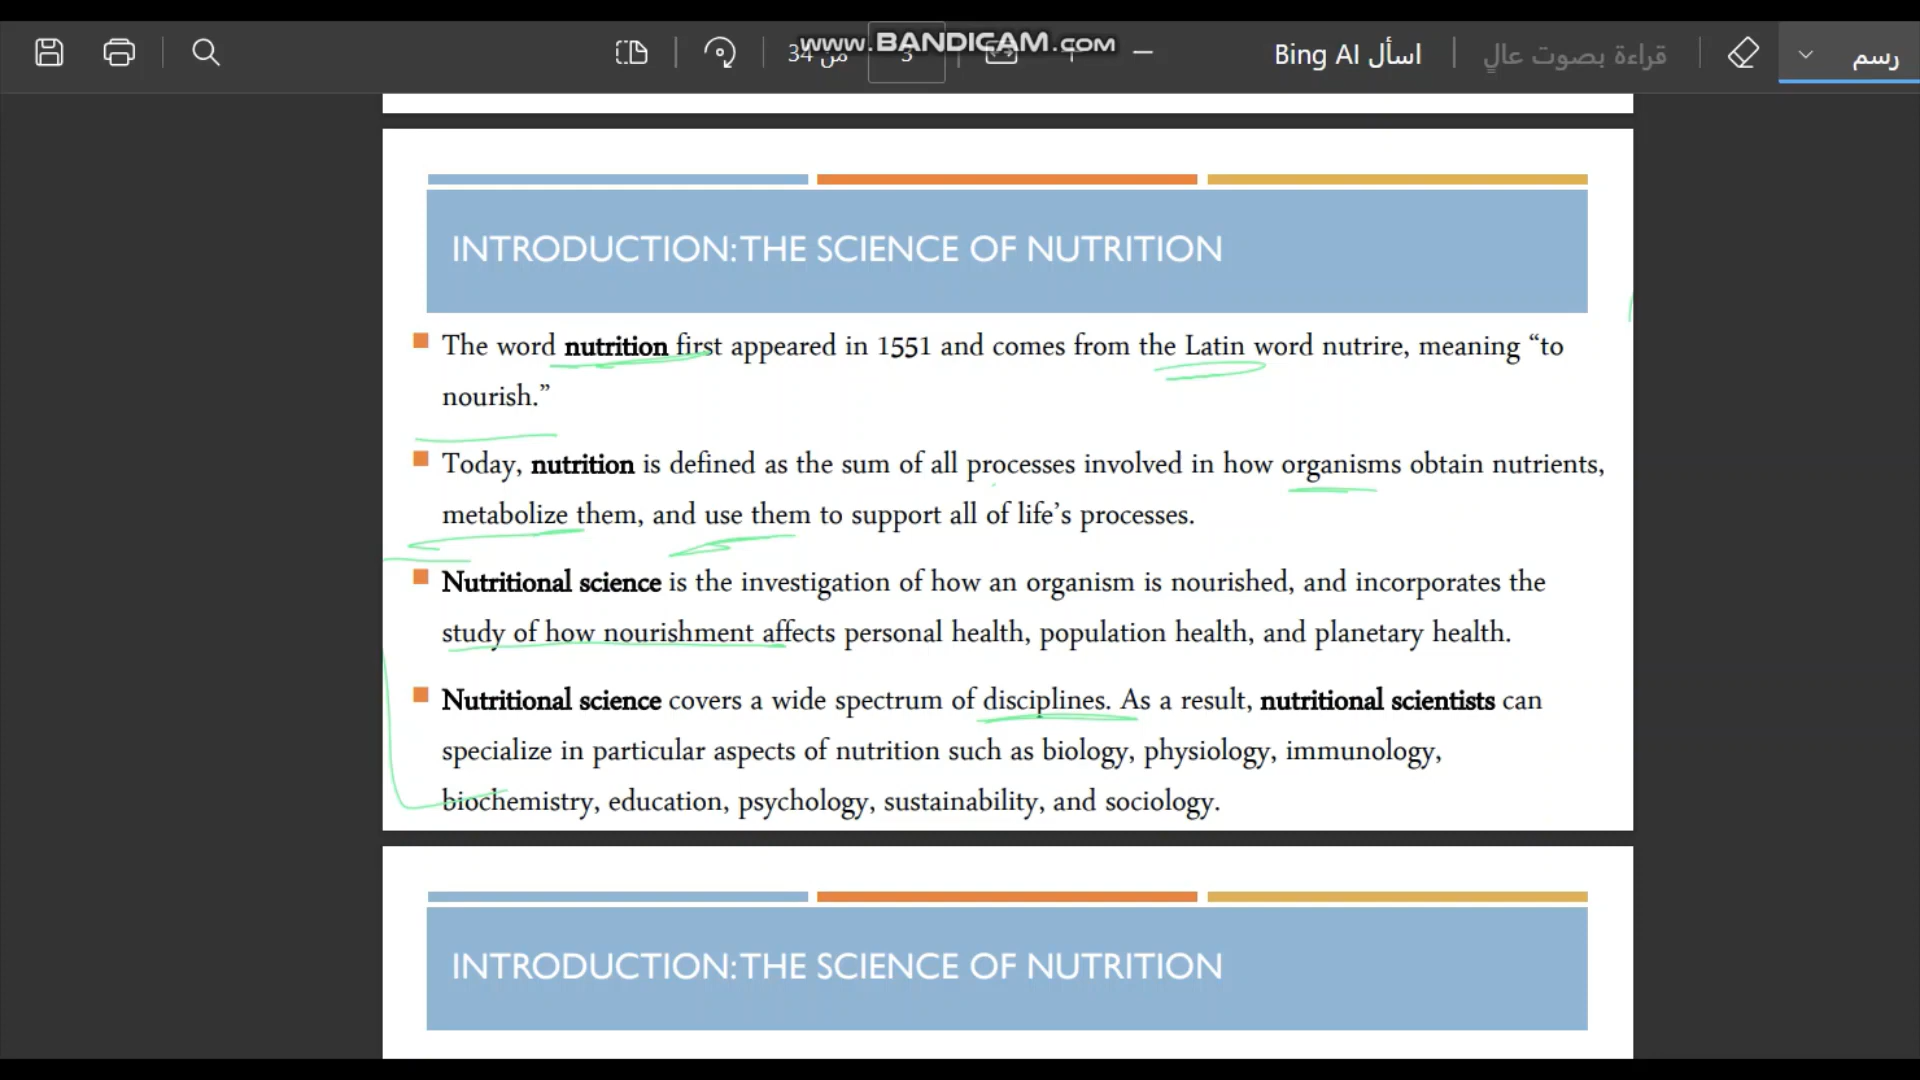 www.BANDICAM.com
3 من 34
اسأل Bing AI
قراءة بصوت عالٍ
رسم
INTRODUCTION: THE SCIENCE OF NUTRITION
The word nutrition first appeared in 1551 and comes from the Latin word nutrire, meaning “to
nourish.”
Today, nutrition is defined as the sum of all processes involved in how organisms obtain nutrients,
metabolize them, and use them to support all of life’s processes.
Nutritional science is the investigation of how an organism is nourished, and incorporates the
study of how nourishment affects personal health, population health, and planetary health.
Nutritional science covers a wide spectrum of disciplines. As a result, nutritional scientists can
specialize in particular aspects of nutrition such as biology, physiology, immunology,
biochemistry, education, psychology, sustainability, and sociology.
INTRODUCTION: THE SCIENCE OF NUTRITION